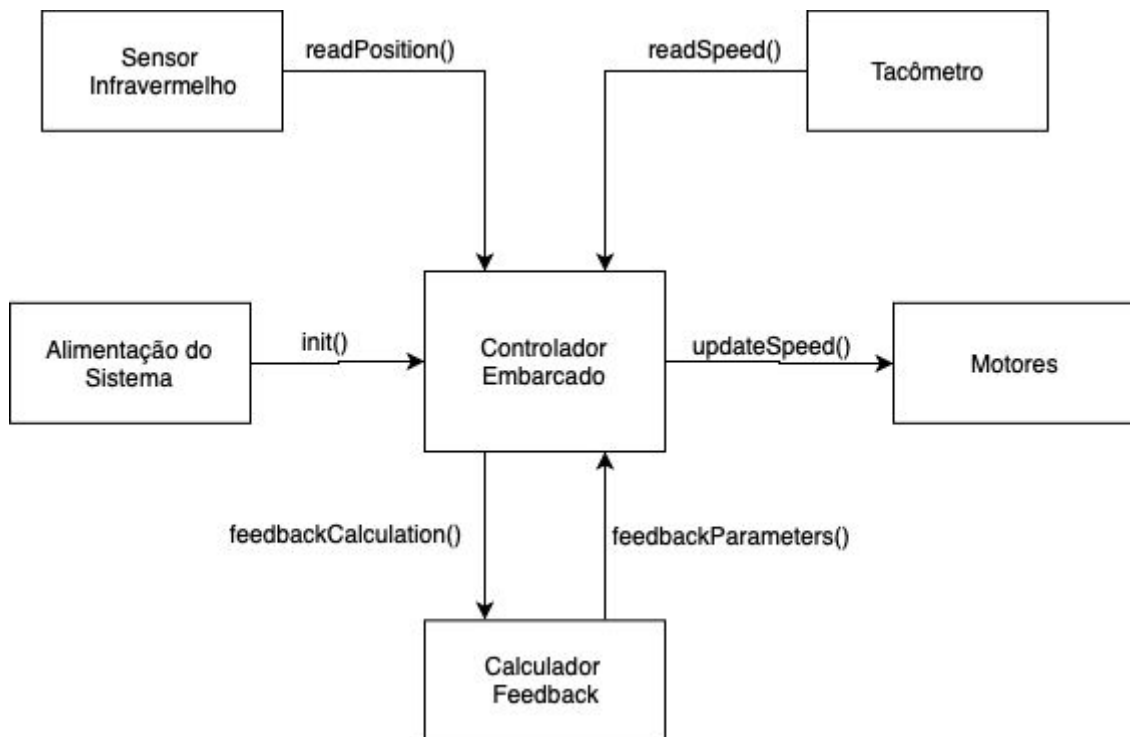 Sensor
Infravermelho
readPosition()
readSpeed()
Tacômetro
Alimentação do
Sistema
init()
Controlador
Embarcado
updateSpeed()
Motores
feedbackCalculation()
feedbackParameters()
Calculador
Feedback